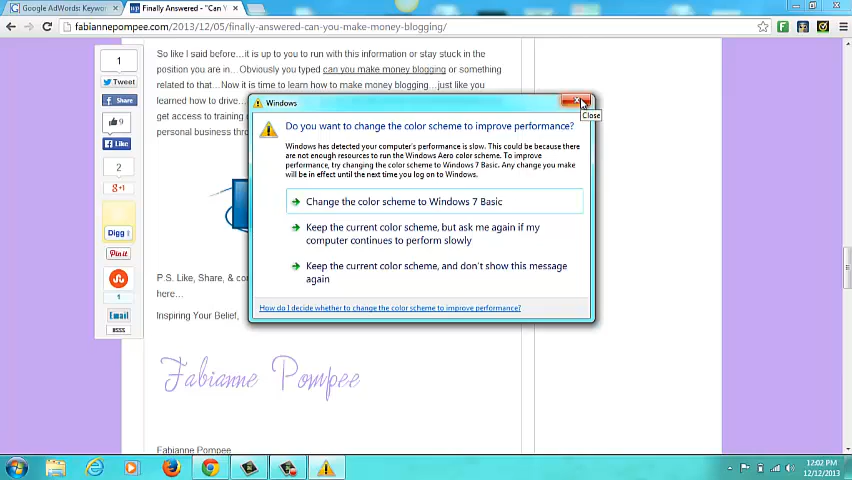 Google AdWords: Keywor
Finally Answered - "Can Y
fabiannepompee.com/2013/12/05/finally-answered-can-you-make-money-blogging/
1
Tweet
Share
9
Like
2
+1
Digg
Pin it
1
Email
So like I said before...it is up to you to run with this information or stay stuck in the
position you are in...Obviously you typed can you make money blogging or something
related to that...Now it is time to learn how to make money blogging...just like you
learned how to drive...
get access to training
personal business thr
P.S. Like, Share, & co
here...
Inspiring Your Belief,
Fabianne Pompee
Fabianne Pompee
Windows
Close
Do you want to change the color scheme to improve performance?
Windows has detected your computer's performance is slow. This could be because there
are not enough resources to run the Windows Aero color scheme. To improve
performance, try changing the color scheme to Windows 7 Basic. Any change you make
will be in effect until the next time you log on to Windows.
Change the color scheme to Windows 7 Basic
Keep the current color scheme, but ask me again if my
computer continues to perform slowly
Keep the current color scheme, and don't show this message
again
How do I decide whether to change the color scheme to improve performance?
12:02 PM
12/12/2013